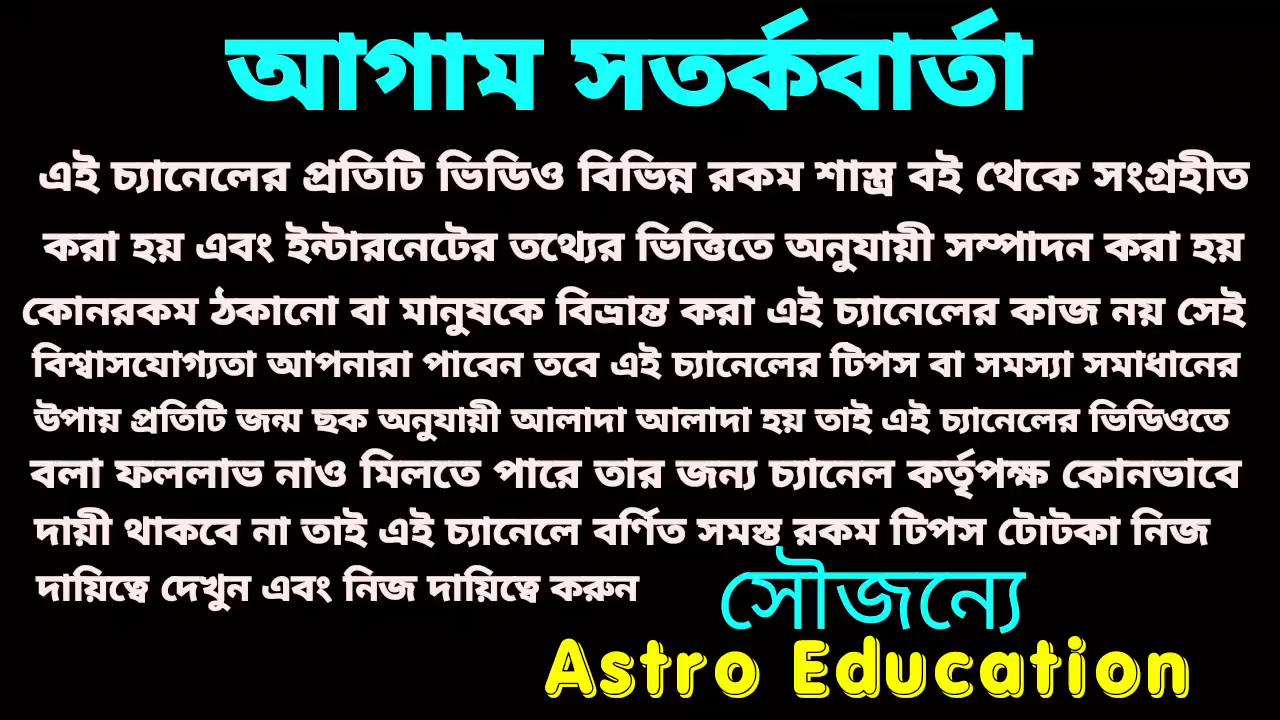 আগাম সতর্কবার্তা
এই চ্যানেলের প্রতিটি ভিডিও বিভিন্ন রকম শাস্ত্র বই থেকে সংগ্রহীত
করা হয় এবং ইন্টারনেটের তথ্যের ভিত্তিতে অনুযায়ী সম্পাদন করা হয়
কোনরকম ঠকানো বা মানুষকে বিভ্রান্ত করা এই চ্যানেলের কাজ নয় সেই
বিশ্বাসযোগ্যতা আপনারা পাবেন তবে এই চ্যানেলের টিপস বা সমস্যা সমাধানের
উপায় প্রতিটি জন্ম ছক অনুযায়ী আলাদা আলাদা হয় তাই এই চ্যানেলের ভিডিওতে
বলা ফললাভ নাও মিলতে পারে তার জন্য চ্যানেল কর্তৃপক্ষ কোনভাবে
দায়ী থাকবে না তাই এই চ্যানেলে বর্ণিত সমস্ত রকম টিপস টোটকা নিজ
দায়িত্বে দেখুন এবং নিজ দায়িত্বে করুন
সৌজন্যে
Astro Education